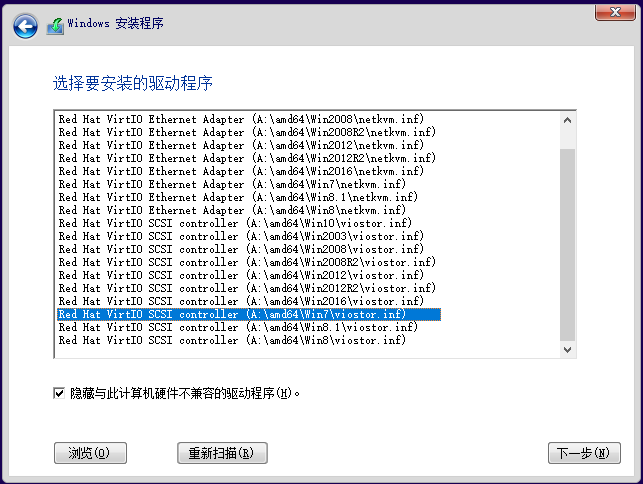 Windows 安装程序
选择要安装的驱动程序
Red Hat VirtIO Ethernet Adapter (A:\amd64\Win2008\netkvm.inf)
Red Hat VirtIO Ethernet Adapter (A:\amd64\Win2008R2\netkvm.inf)
Red Hat VirtIO Ethernet Adapter (A:\amd64\Win2012\netkvm.inf)
Red Hat VirtIO Ethernet Adapter (A:\amd64\Win2012R2\netkvm.inf)
Red Hat VirtIO Ethernet Adapter (A:\amd64\Win2016\netkvm.inf)
Red Hat VirtIO Ethernet Adapter (A:\amd64\Win7\netkvm.inf)
Red Hat VirtIO Ethernet Adapter (A:\amd64\Win8.1\netkvm.inf)
Red Hat VirtIO Ethernet Adapter (A:\amd64\Win8\netkvm.inf)
Red Hat VirtIO SCSI controller (A:\amd64\Win10\viostor.inf)
Red Hat VirtIO SCSI controller (A:\amd64\Win2003\viostor.inf)
Red Hat VirtIO SCSI controller (A:\amd64\Win2008\viostor.inf)
Red Hat VirtIO SCSI controller (A:\amd64\Win2008R2\viostor.inf)
Red Hat VirtIO SCSI controller (A:\amd64\Win2012\viostor.inf)
Red Hat VirtIO SCSI controller (A:\amd64\Win2012R2\viostor.inf)
Red Hat VirtIO SCSI controller (A:\amd64\Win2016\viostor.inf)
Red Hat VirtIO SCSI controller (A:\amd64\Win7\viostor.inf)
Red Hat VirtIO SCSI controller (A:\amd64\Win8.1\viostor.inf)
Red Hat VirtIO SCSI controller (A:\amd64\Win8\viostor.inf)
隐藏与此计算机硬件不兼容的驱动程序(H)。
浏览(O) 重新扫描(R) 下一步(N)